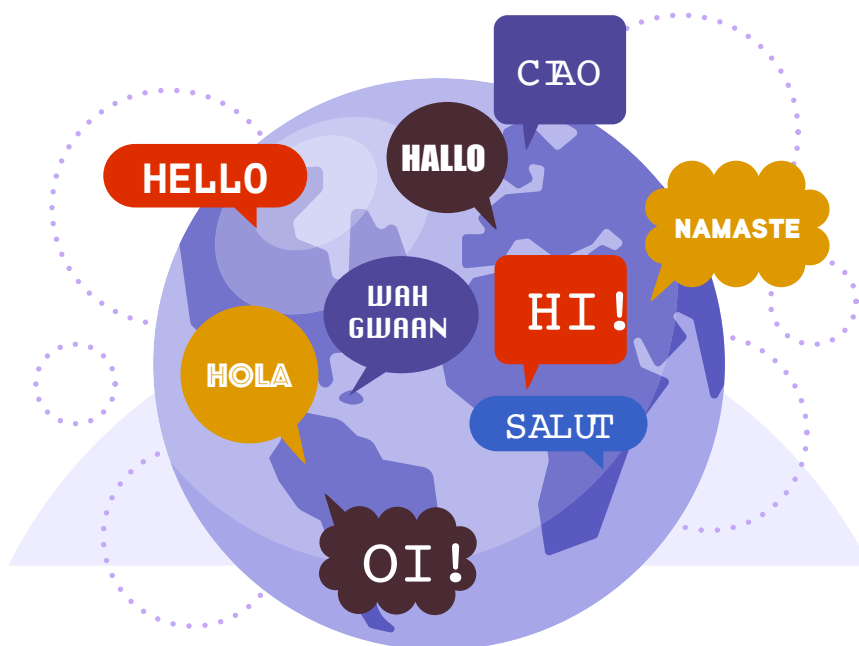 CIAO
HALLO
HELLO
NAMASTE
WAH
GWAAN
HI!
HOLA
SALUT
OI!